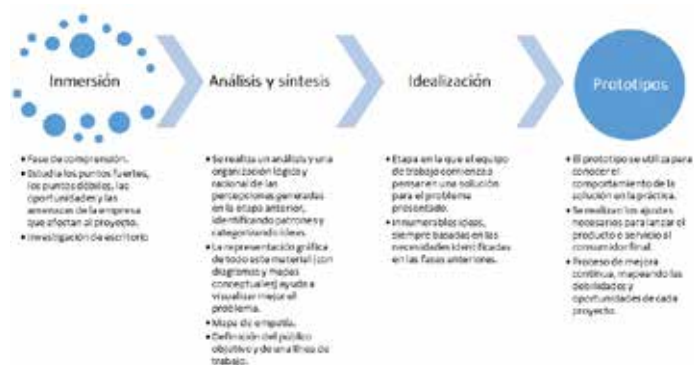 Inmersión
Análisis y síntesis
Idealización
Prototipos
• Fase de comprensión.
• Estudia los puntos fuertes,
los puntos débiles, las
oportunidades y las
amenazas de la empresa
que afectan al proyecto.
• Investigación de escritorio
• Se realiza un análisis y una
organización lógica y
racional de las
percepciones generadas
en la etapa anterior,
identificando patrones y
categorizando ideas.
• La representación gráfica
de todo este material (con
diagramas y mapas
conceptuales) ayuda a
visualizar mejor el
problema.
• Mapa de empatía.
• Definición del público
objetivo y de una línea de
trabajo.
• Etapa en la que el equipo
de trabajo comienza a
pensar en una solución
para el problema
presentado.
• Innumerables ideas,
siempre basadas en las
necesidades identificadas
en las fases anteriores.
• El prototipo se utiliza para
conocer el
comportamiento de la
solución en la práctica.
• Se realizan los ajustes
necesarios para lanzar el
producto o servicio al
consumidor final.
• Proceso de mejora
continua, mapeando las
debilidades y
oportunidades de cada
proyecto.